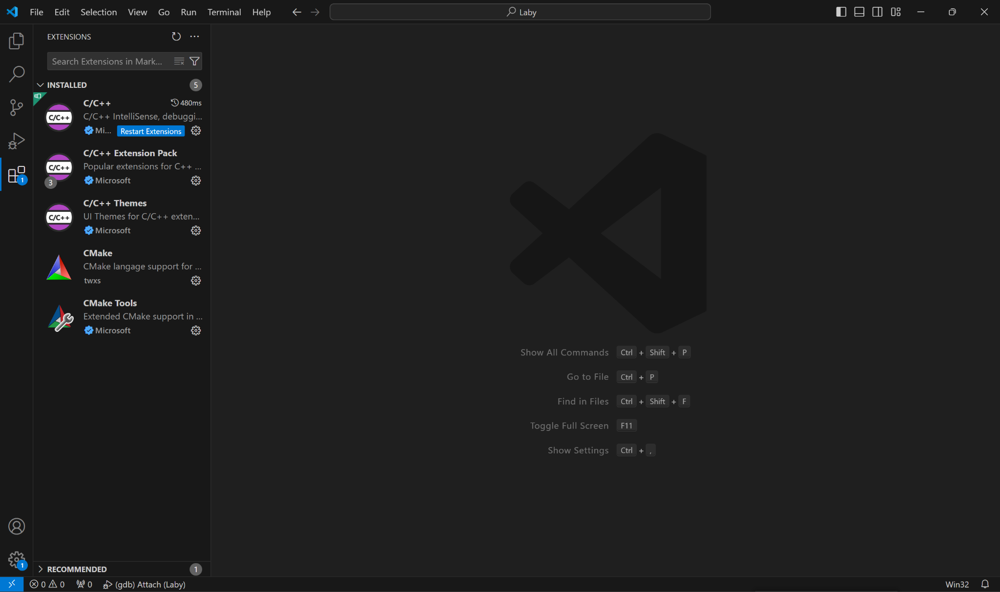 File Edit Selection View Go Run Terminal Help
Laby
EXTENSIONS
Search Extensions in Mark...
INSTALLED 5
C/C++ 480ms
C/C++ IntelliSense, debuggi...
Mi... Restart Extensions
C/C++
C/C++ Extension Pack
Popular extensions for C++ ...
Microsoft
C/C++
3
C/C++ Themes
UI Themes for C/C++ exten...
Microsoft
C/C++
CMake
CMake langage support for ...
twxs
CMake Tools
Extended CMake support in ...
Microsoft
1
Show All Commands Ctrl + Shift + P
Go to File Ctrl + P
Find in Files Ctrl + Shift + F
Toggle Full Screen F11
Show Settings Ctrl + ,
1
RECOMMENDED 1
0 0 0 (gdb) Attach (Laby) Win32